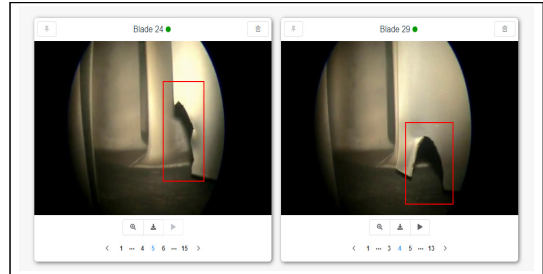 Blade 24
Blade 29
< 1 ··· 4 5 6 ··· 15 >
< 1 ··· 3 4 5 ··· 13 >